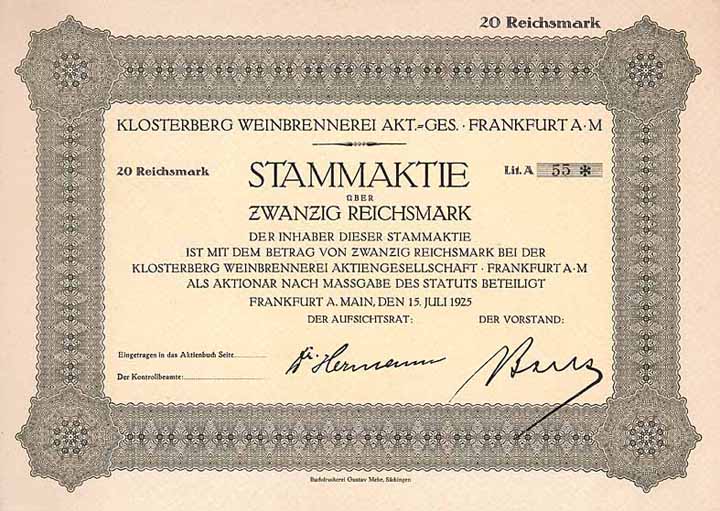 20 Reichsmark
KLOSTERBERG WEINBRENNEREI AKT.=GES. · FRANKFURT A · M
20 Reichsmark
STAMMAKTIE
Lit. A 55 *
ÜBER
ZWANZIG REICHSMARK
DER INHABER DIESER STAMMAKTIE
IST MIT DEM BETRAG VON ZWANZIG REICHSMARK BEI DER
KLOSTERBERG WEINBRENNEREI AKTIENGESELLSCHAFT · FRANKFURT A · M
ALS AKTIONÄR NACH MASSGABE DES STATUTS BETEILIGT
FRANKFURT A. MAIN, DEN 15. JULI 1925
DER AUFSICHTSRAT: DER VORSTAND:
Eingetragen in das Aktienbuch Seite
Dr. Hermann
Der Kontrollbeamte:
Buchdruckerei Gustav Mehr, Säckingen